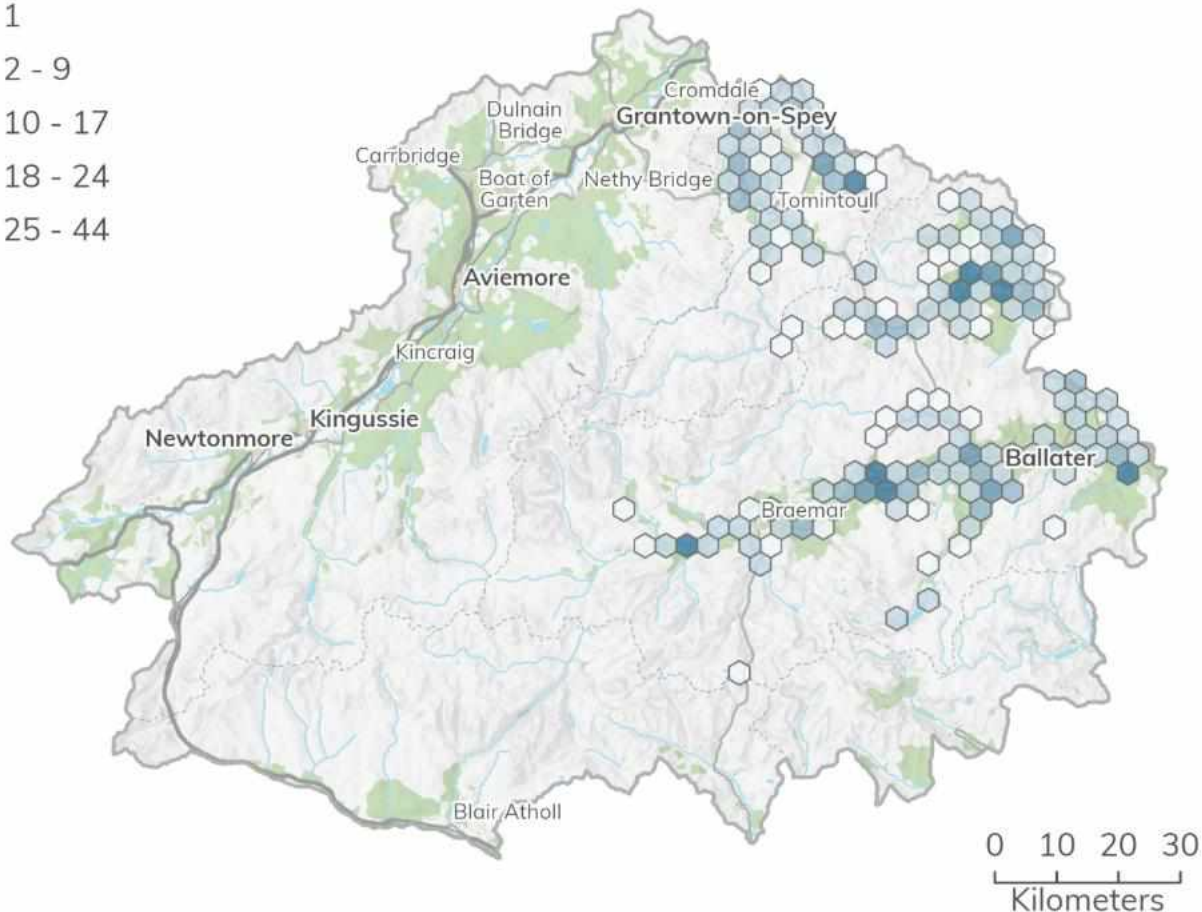 1
2 - 9
10 - 17
18 - 24
25 - 44
Cromdale
Grantown-on-Spey
Dulnain
Bridge
Carrbridge
Boat of
Garten
Nethy Bridge
Tomintoul
Aviemore
Kincraig
Kingussie
Newtonmore
Ballater
Braemar
Blair Atholl
0 10 20 30
Kilometers